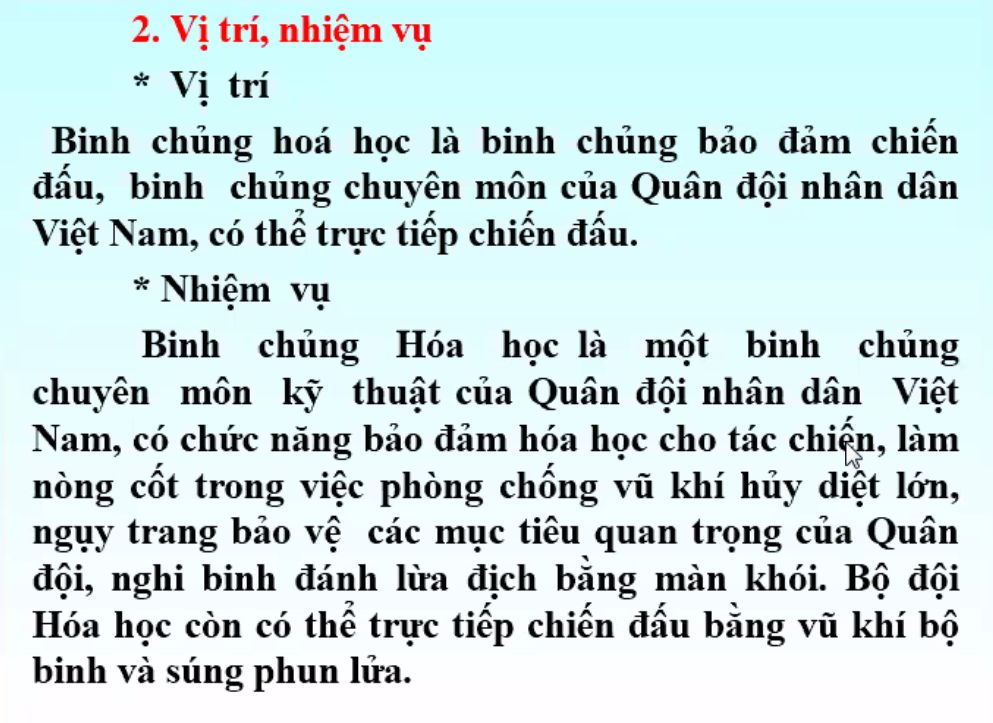 2. Vị trí, nhiệm vụ
* Vị trí
Binh chủng hoá học là binh chủng bảo đảm chiến
đấu, binh chủng chuyên môn của Quân đội nhân dân
Việt Nam, có thể trực tiếp chiến đấu.
* Nhiệm vụ
Binh chủng Hóa học là một binh chủng
chuyên môn kỹ thuật của Quân đội nhân dân Việt
Nam, có chức năng bảo đảm hóa học cho tác chiến, làm
nòng cốt trong việc phòng chống vũ khí hủy diệt lớn,
ngụy trang bảo vệ các mục tiêu quan trọng của Quân
đội, nghi binh đánh lừa địch bằng màn khói. Bộ đội
Hóa học còn có thể trực tiếp chiến đấu bằng vũ khí bộ
binh và súng phun lửa.